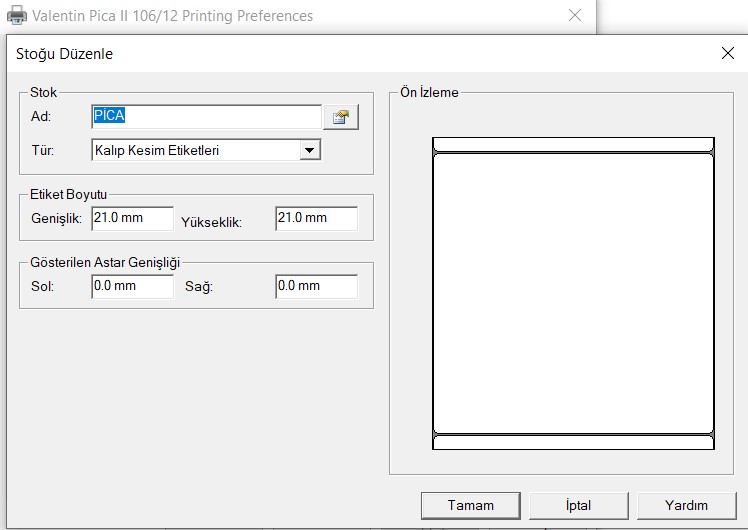 Valentin Pica II 106/12 Printing Preferences
Stoğu Düzenle
Stok
Ad: PİCA
Tür: Kalıp Kesim Etiketleri
Etiket Boyutu
Genişlik: 21.0 mm Yükseklik: 21.0 mm
Gösterilen Astar Genişliği
Sol: 0.0 mm Sağ: 0.0 mm
Ön İzleme
Tamam İptal Yardım